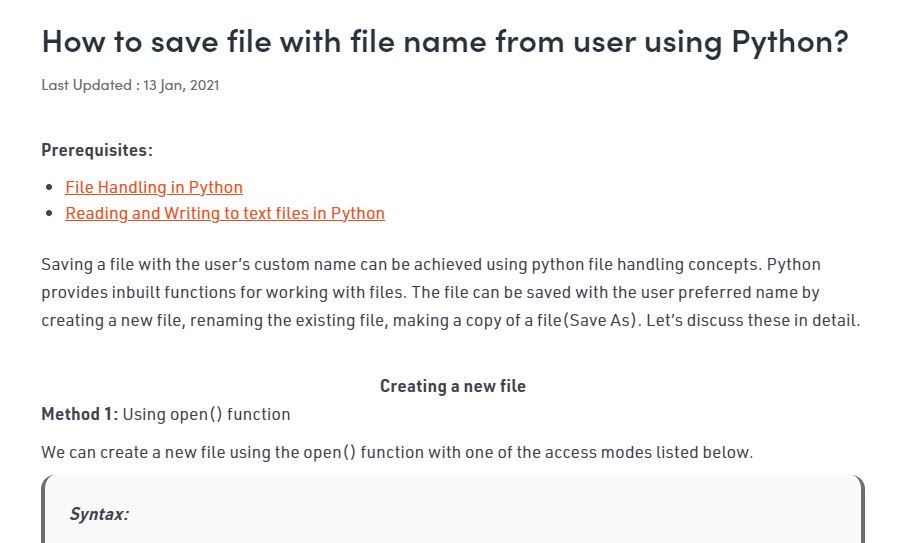 How to save file with file name from user using Python?
Last Updated : 13 Jan, 2021
Prerequisites:
File Handling in Python
Reading and Writing to text files in Python
Saving a file with the user’s custom name can be achieved using python file handling concepts. Python
provides inbuilt functions for working with files. The file can be saved with the user preferred name by
creating a new file, renaming the existing file, making a copy of a file(Save As). Let’s discuss these in detail.
Creating a new file
Method 1: Using open() function
We can create a new file using the open() function with one of the access modes listed below.
Syntax: